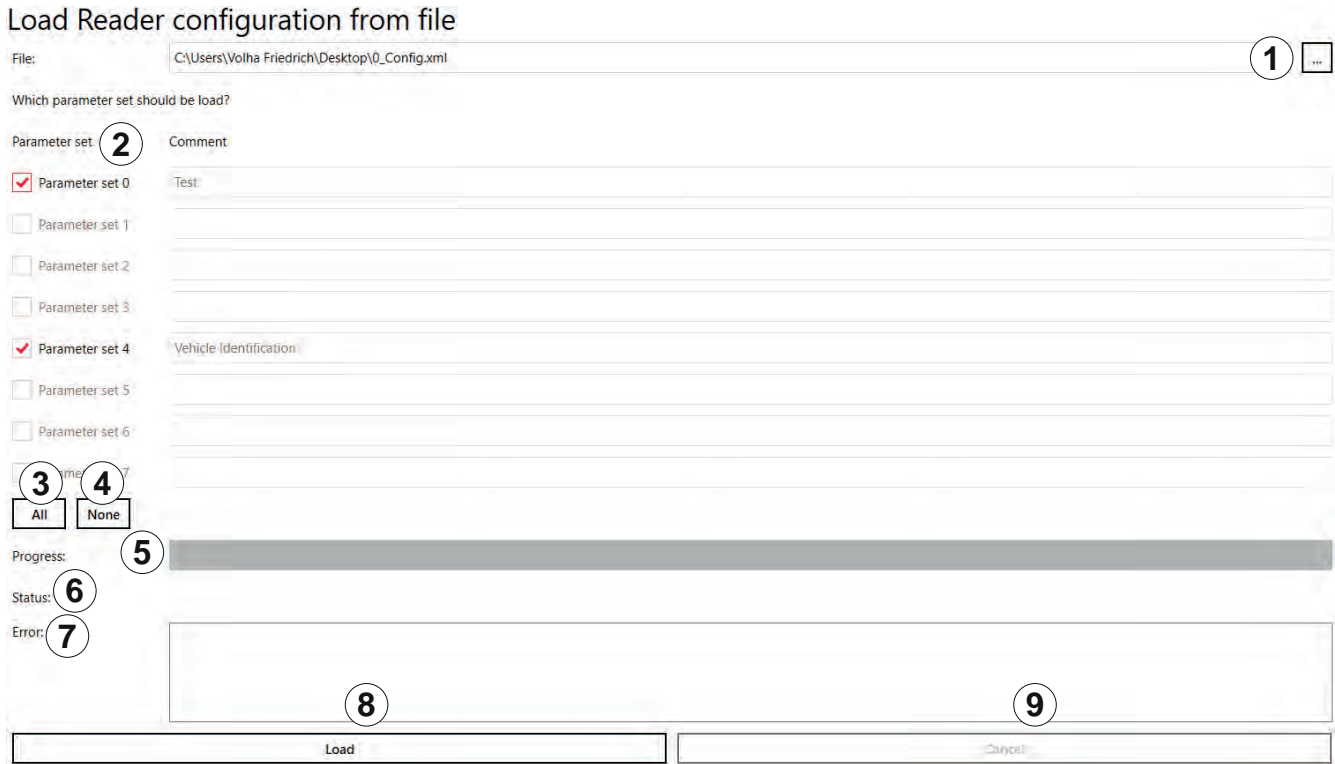 Load Reader configuration from file
File: C:\Users\Volha Friedrich\Desktop\0_Config.xml 1 ...
Which parameter set should be load?
Parameter set 2 Comment
Parameter set 0 Test
Parameter set 1
Parameter set 2
Parameter set 3
Parameter set 4 Vehicle Identification
Parameter set 5
Parameter set 6
7
3 4
All None
Progress: 5
Status: 6
Error: 7
8 9
Load Cancel